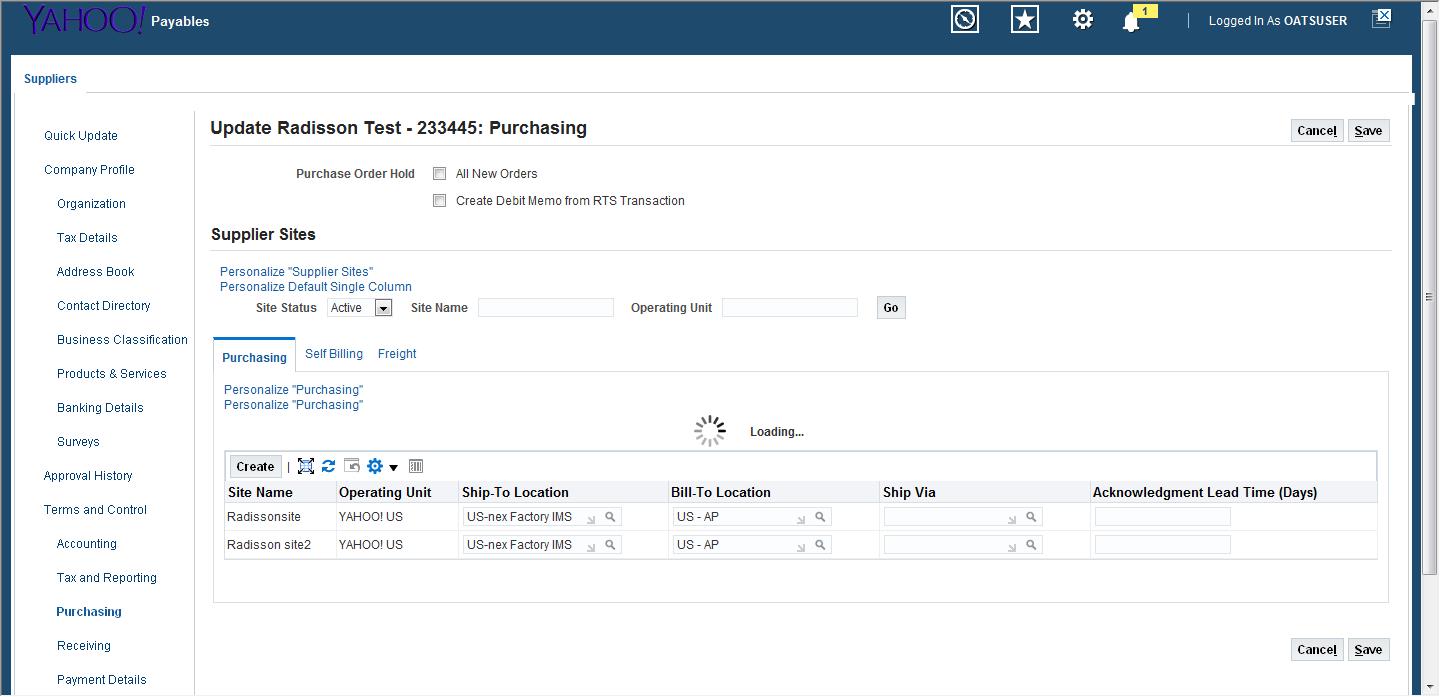 YAHOO! Payables 1 Logged In As OATSUSER
Suppliers
Quick Update
Company Profile
Organization
Tax Details
Address Book
Contact Directory
Business Classification
Products & Services
Banking Details
Surveys
Approval History
Terms and Control
Accounting
Tax and Reporting
Purchasing
Receiving
Payment Details
Update Radisson Test - 233445: Purchasing
Cancel Save
Purchase Order Hold All New Orders
Create Debit Memo from RTS Transaction
Supplier Sites
Personalize "Supplier Sites"
Personalize Default Single Column
Site Status Active Site Name Operating Unit Go
Purchasing Self Billing Freight
Personalize "Purchasing"
Personalize "Purchasing"
Loading...
Create
Site Name Operating Unit Ship-To Location Bill-To Location Ship Via Acknowledgment Lead Time (Days)
Radissonsite YAHOO! US US-nex Factory IMS US - AP
Radisson site2 YAHOO! US US-nex Factory IMS US - AP
Cancel Save